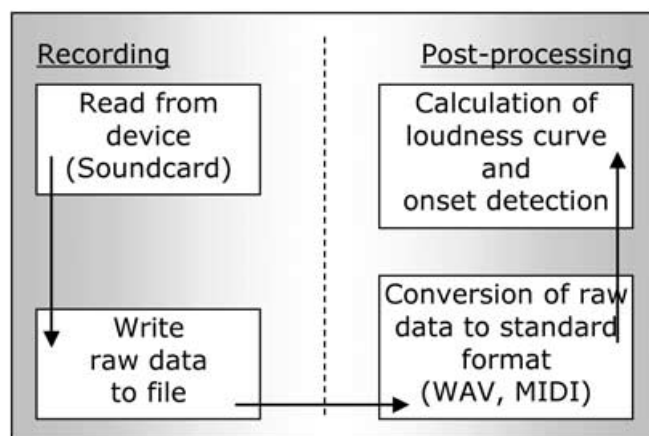 Recording
Read from
device
(Soundcard)
Write
raw data
to file
Post-processing
Calculation of
loudness curve
and
onset detection
Conversion of raw
data to standard
format
(WAV, MIDI)